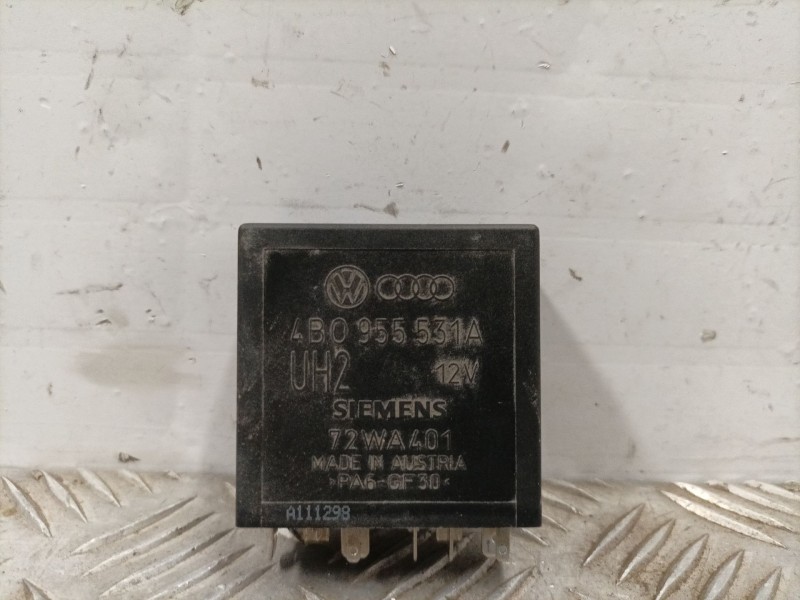 4B0 955 531A
UH2 12V
SIEMENS
72WA401
MADE IN AUSTRIA
>PA6-GF30<
A111298